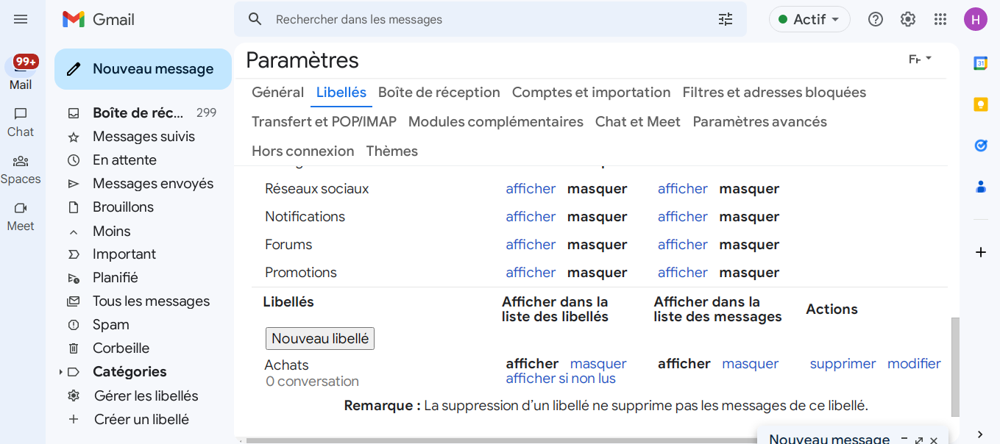 Gmail
Rechercher dans les messages
Actif
H
99+
Mail
Chat
Spaces
Meet
Nouveau message
Boîte de réc... 299
Messages suivis
En attente
Messages envoyés
Brouillons
Moins
Important
Planifié
Tous les messages
Spam
Corbeille
Catégories
Gérer les libellés
Créer un libellé
Paramètres
Fr
Général Libellés Boîte de réception Comptes et importation Filtres et adresses bloquées
Transfert et POP/IMAP Modules complémentaires Chat et Meet Paramètres avancés
Hors connexion Thèmes
Réseaux sociaux afficher masquer afficher masquer
Notifications afficher masquer afficher masquer
Forums afficher masquer afficher masquer
Promotions afficher masquer afficher masquer
Libellés Afficher dans la liste des libellés Afficher dans la liste des messages Actions
Nouveau libellé
Achats afficher masquer afficher masquer supprimer modifier
0 conversation afficher si non lus
Remarque : La suppression d’un libellé ne supprime pas les messages de ce libellé.
Nouveau message
31